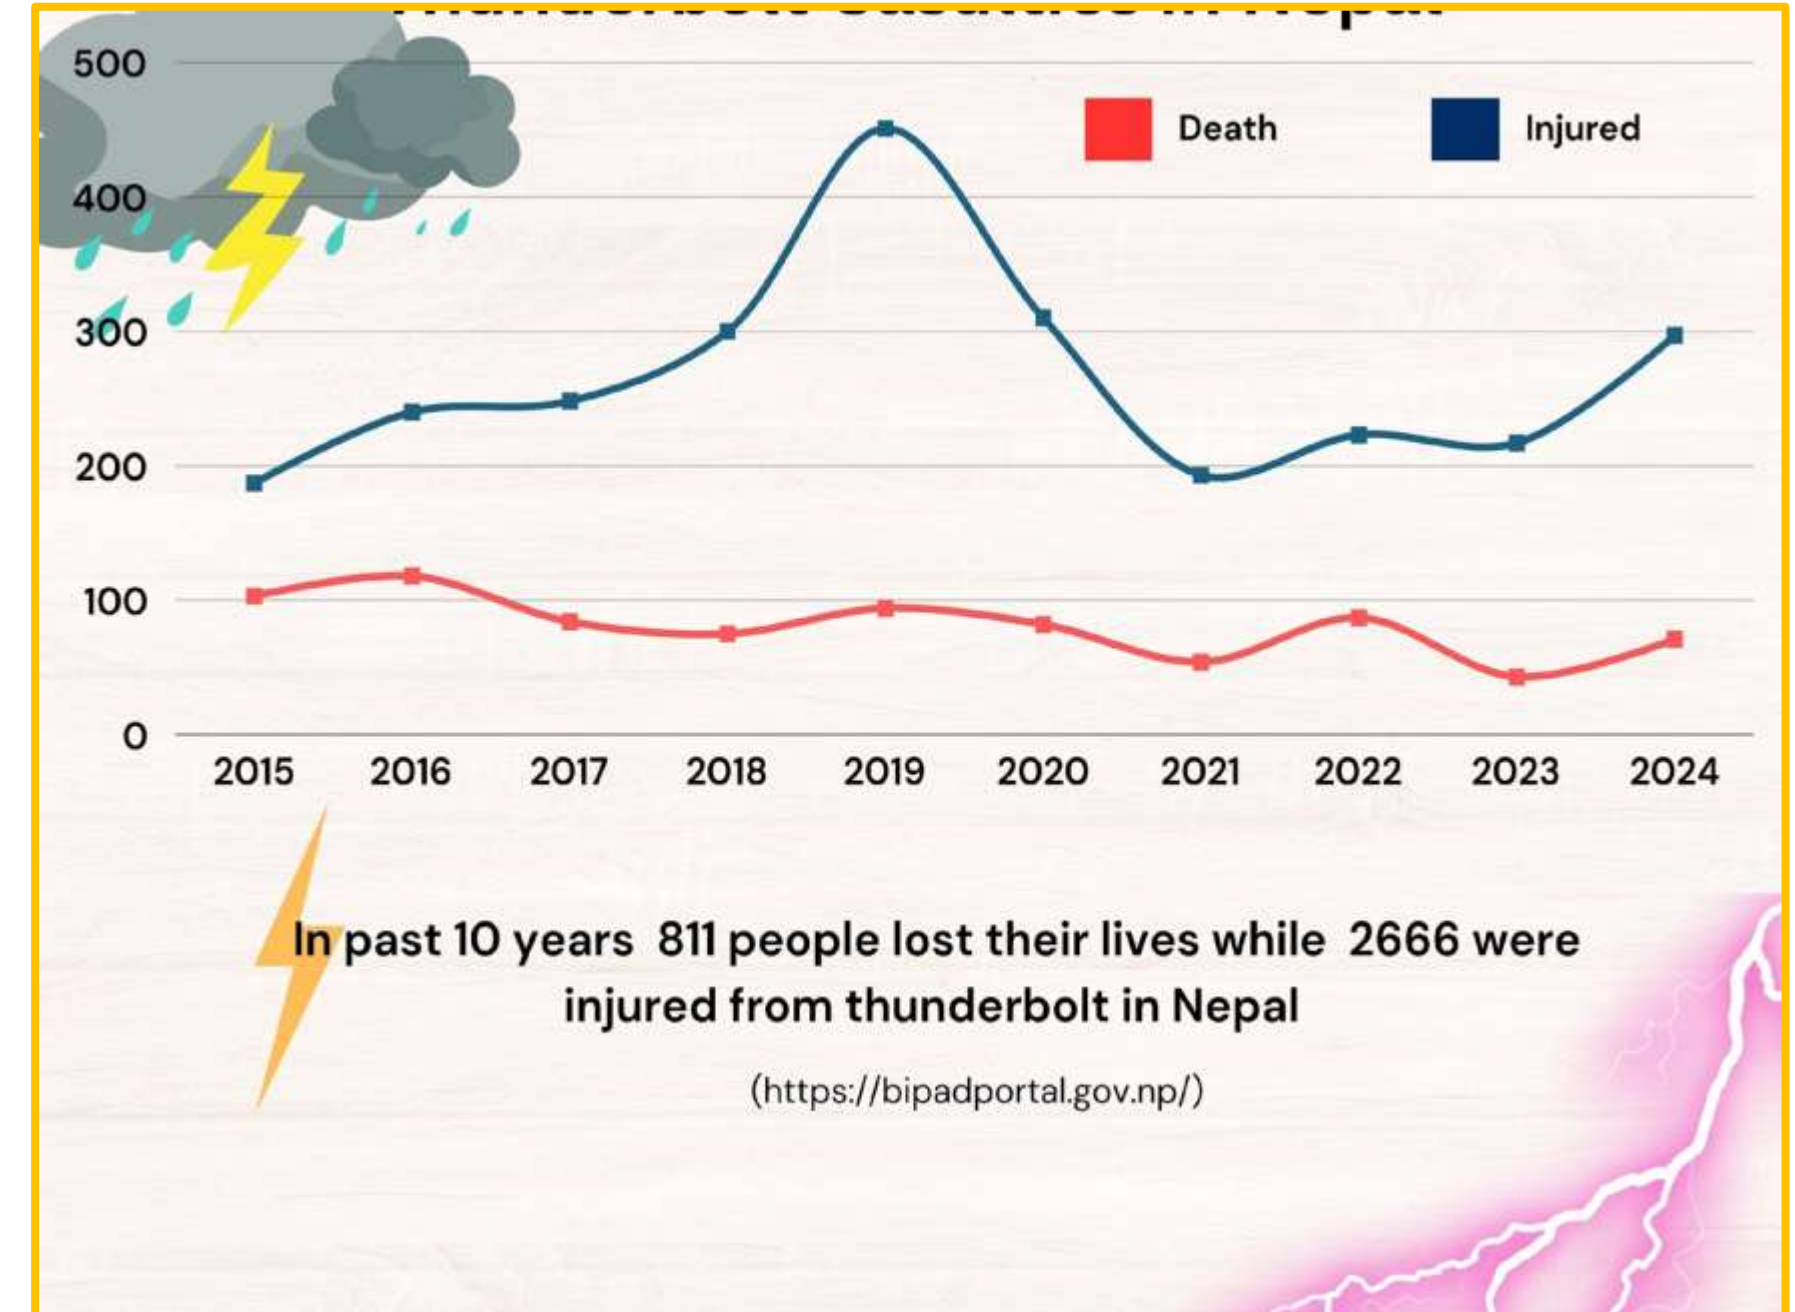 in Nepal
500
Death Injured
400
300
200
100
0
2015 2016 2017 2018 2019 2020 2021 2022 2023 2024
In past 10 years 811 people lost their lives while 2666 were
injured from thunderbolt in Nepal
(https://bipadportal.gov.np/)